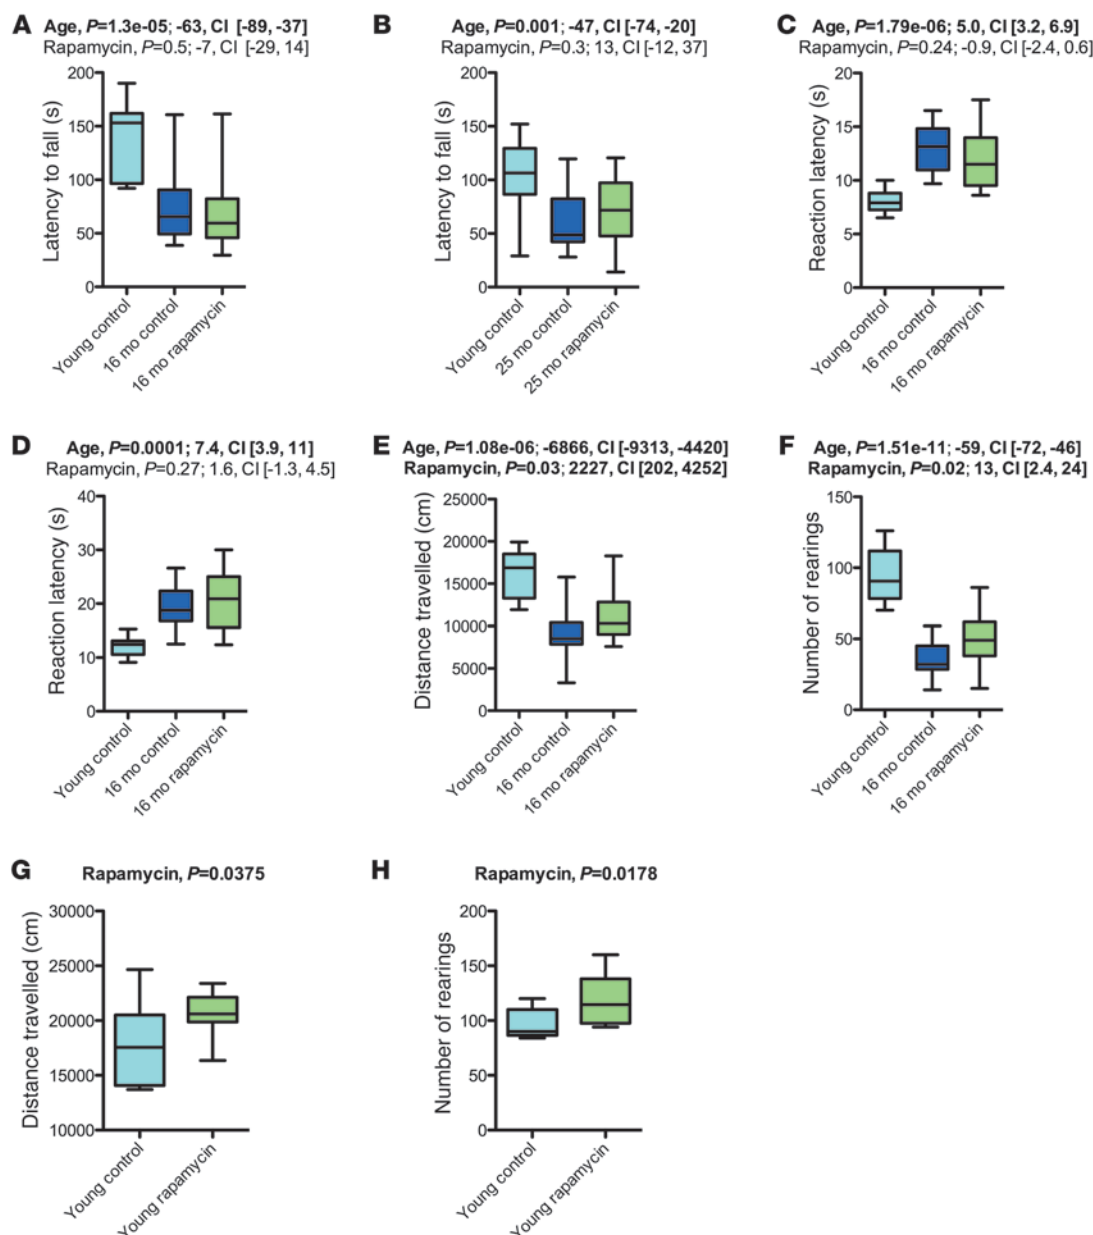 A Age, P=1.3e-05; -63, CI [-89, -37]
Rapamycin, P=0.5; -7, CI [-29, 14]
Latency to fall (s)
200
150
100
50
0
Young control
16 mo control
16 mo rapamycin
B Age, P=0.001; -47, CI [-74, -20]
Rapamycin, P=0.3; 13, CI [-12, 37]
Latency to fall (s)
200
150
100
50
0
Young control
25 mo control
25 mo rapamycin
C Age, P=1.79e-06; 5.0, CI [3.2, 6.9]
Rapamycin, P=0.24; -0.9, CI [-2.4, 0.6]
Reaction latency (s)
20
15
10
5
0
Young control
16 mo control
16 mo rapamycin
D Age, P=0.0001; 7.4, CI [3.9, 11]
Rapamycin, P=0.27; 1.6, CI [-1.3, 4.5]
Reaction latency (s)
40
30
20
10
0
Young control
16 mo control
16 mo rapamycin
E Age, P=1.08e-06; -6866, CI [-9313, -4420]
Rapamycin, P=0.03; 2227, CI [202, 4252]
Distance travelled (cm)
25000
20000
15000
10000
5000
0
Young control
16 mo control
16 mo rapamycin
F Age, P=1.51e-11; -59, CI [-72, -46]
Rapamycin, P=0.02; 13, CI [2.4, 24]
Number of rearings
150
100
50
0
Young control
16 mo control
16 mo rapamycin
G Rapamycin, P=0.0375
Distance travelled (cm)
30000
25000
20000
15000
10000
Young control
Young rapamycin
H Rapamycin, P=0.0178
Number of rearings
200
150
100
50
0
Young control
Young rapamycin